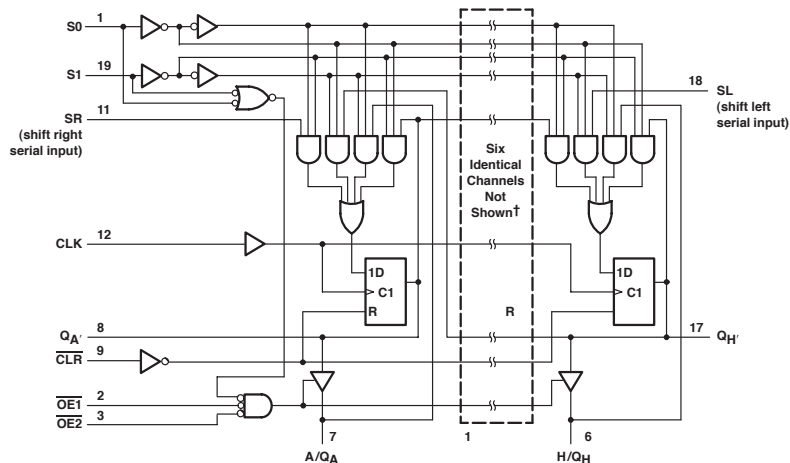 S0 1
S1 19
SR 11
(shift right
serial input)
18 SL
(shift left
serial input)
Six
Identical
Channels
Not
Shown†
CLK 12
1D
C1
R
R
1D
C1
R
QA′ 8
17 QH′
CLR 9
OE1 2
OE2 3
7
A/QA
1
6
H/QH